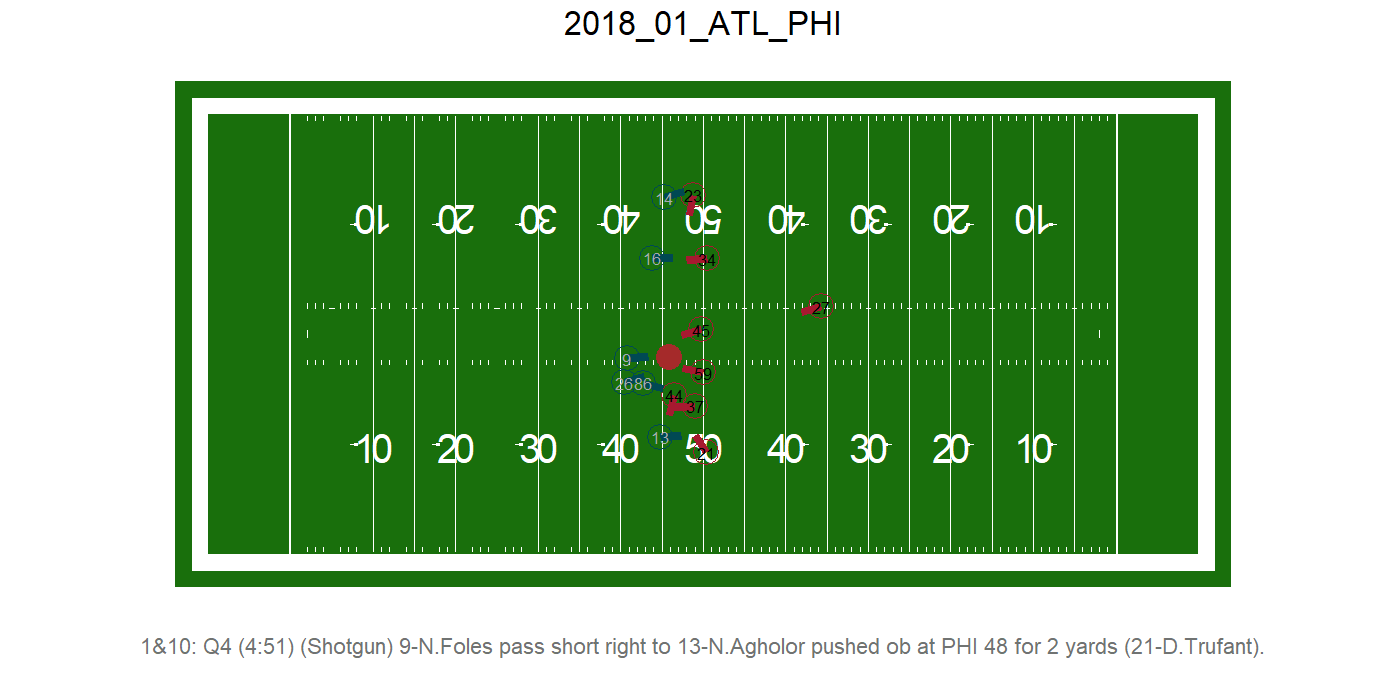 2018_01_ATL_PHI
14 23
10 20 30 40 50 40 30 20 10
16 34
27
45
9
59
26 86
44
37
13
10 20 30 40 50 40 30 20 10
21
1&10: Q4 (4:51) (Shotgun) 9-N.Foles pass short right to 13-N.Agholor pushed ob at PHI 48 for 2 yards (21-D.Trufant).